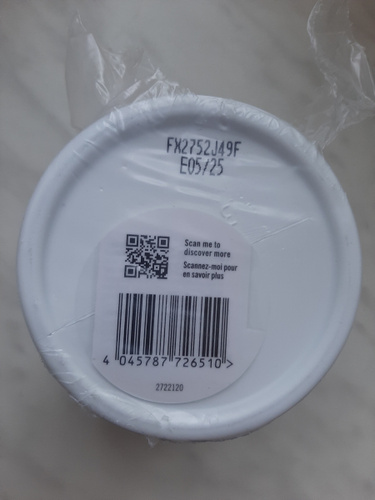 FX2752J49F
E05/25
Scan me to
discover more
Scannez-moi pour
en savoir plus
4 045787 726510 >
2722120